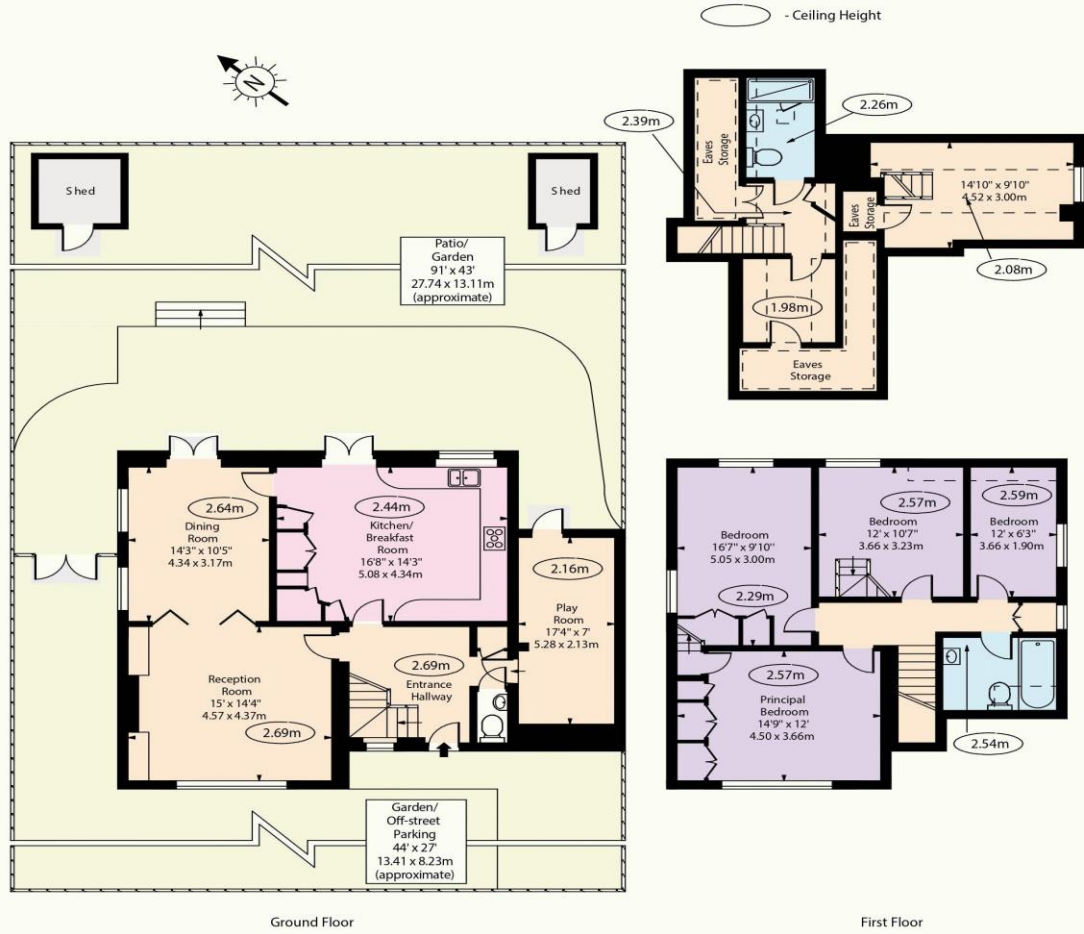 - Ceiling Height
N
2.39m
2.26m
Eaves
Storage
Eaves
Storage
14'10" x 9'10"
4.52 x 3.00m
2.08m
1.98m
Eaves
Storage
Shed
Shed
Patio/
Garden
91' x 43'
27.74 x 13.11m
(approximate)
2.64m
Dining
Room
14'3" x 10'5"
4.34 x 3.17m
2.44m
Kitchen/
Breakfast
Room
16'8" x 14'3"
5.08 x 4.34m
2.16m
Play
Room
17'4" x 7'
5.28 x 2.13m
Reception
Room
15' x 14'4"
4.57 x 4.37m
2.69m
2.69m
Entrance
Hallway
Garden/
Off-street
Parking
44' x 27'
13.41 x 8.23m
(approximate)
Bedroom
16'7" x 9'10"
5.05 x 3.00m
2.29m
2.57m
Bedroom
12' x 10'7"
3.66 x 3.23m
2.59m
Bedroom
12' x 6'3"
3.66 x 1.90m
2.57m
Principal
Bedroom
14'9" x 12'
4.50 x 3.66m
2.54m
Ground Floor
First Floor